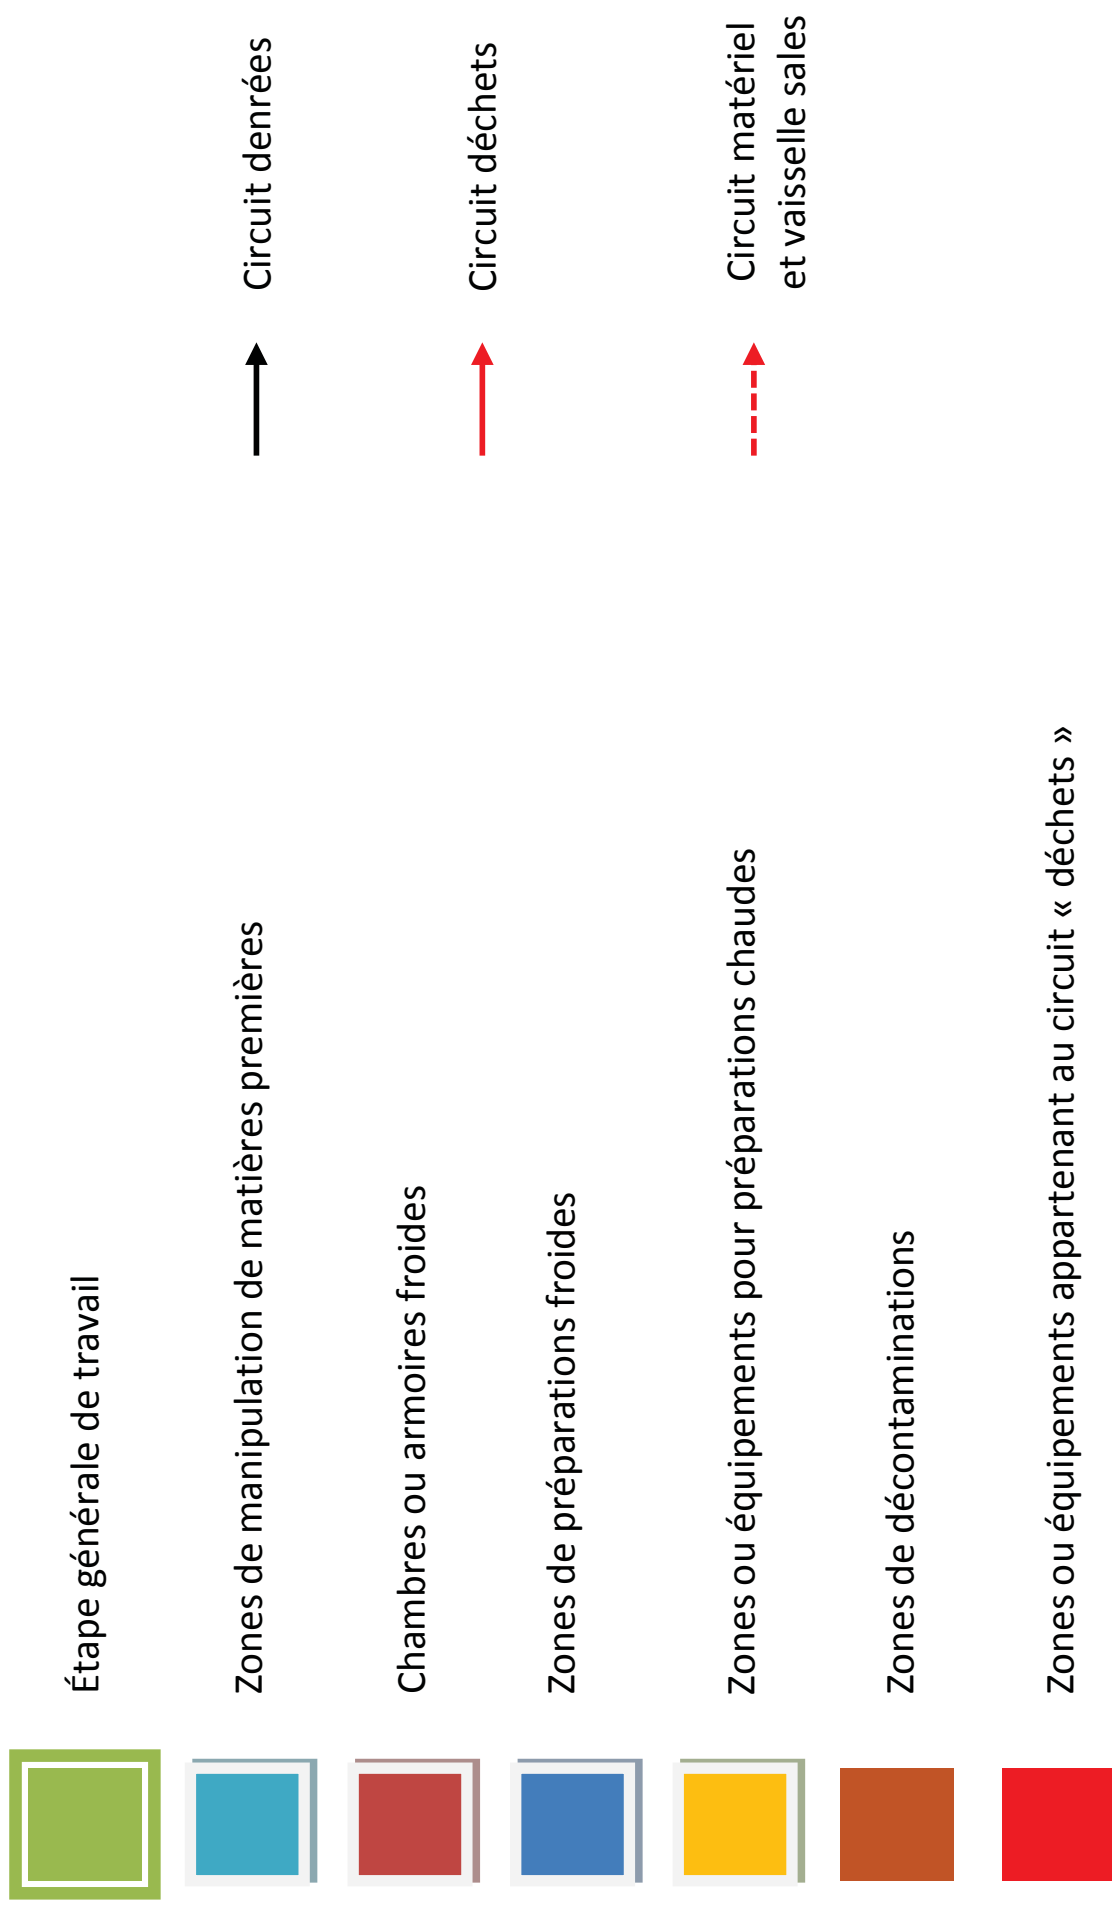 Étape générale de travail
Zones de manipulation de matières premières
Chambres ou armoires froides
Zones de préparations froides
Zones ou équipements pour préparations chaudes
Zones de décontaminations
Zones ou équipements appartenant au circuit « déchets »
Circuit denrées
Circuit déchets
Circuit matériel
et vaisselle sales